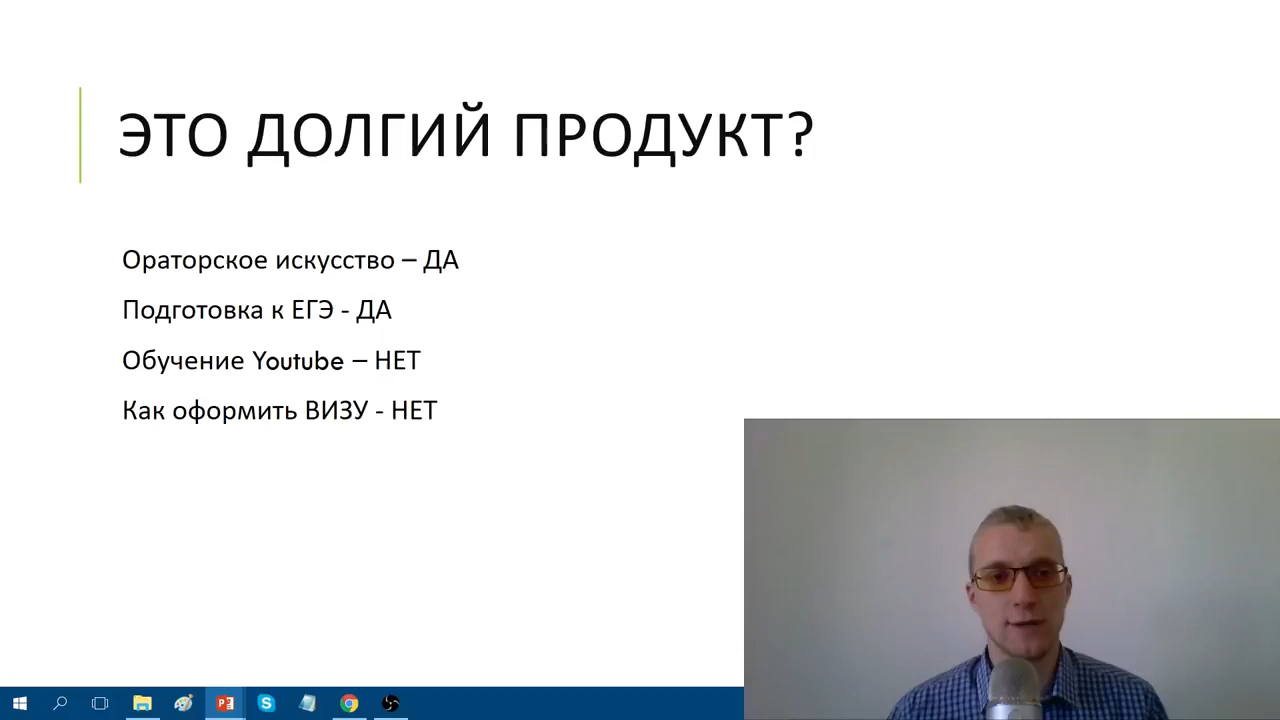 ЭТО ДОЛГИЙ ПРОДУКТ?
Ораторское искусство – ДА
Подготовка к ЕГЭ - ДА
Обучение Youtube – НЕТ
Как оформить ВИЗУ - НЕТ